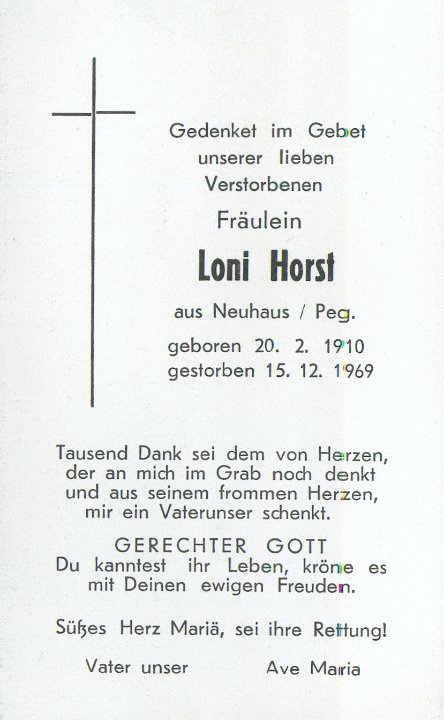 Gedenket im Gebet
unserer lieben
Verstorbenen
Fräulein
Loni Horst
aus Neuhaus / Peg.
geboren 20. 2. 1910
gestorben 15. 12. 1969
Tausend Dank sei dem von Herzen,
der an mich im Grab noch denkt
und aus seinem frommen Herzen,
mir ein Vaterunser schenkt.
GERECHTER GOTT
Du kanntest ihr Leben, kröne es
mit Deinen ewigen Freuden.
Süßes Herz Mariä, sei ihre Rettung!
Vater unser Ave Maria